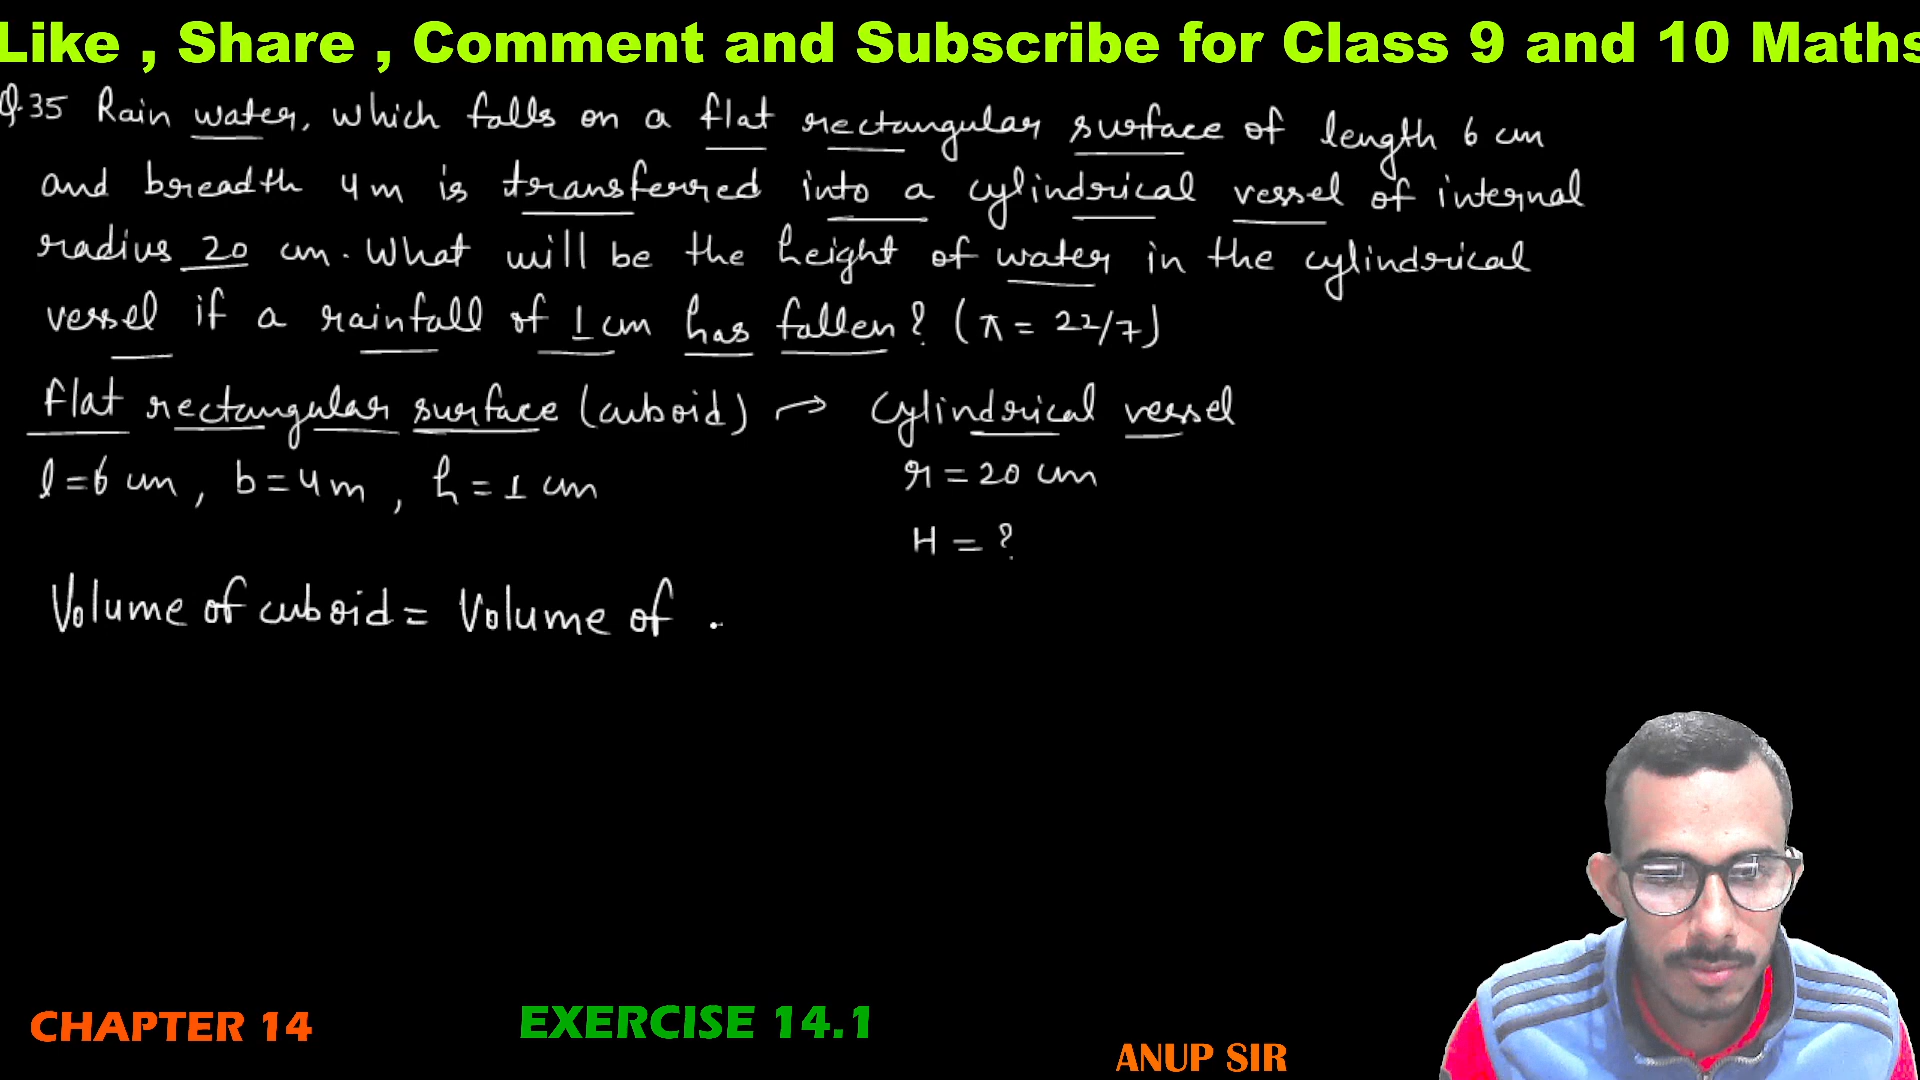 Like , Share , Comment and Subscribe for Class 9 and 10 Maths
Q.35 Rain water, which falls on a flat rectangular surface of length 6 cm
and breadth 4 m is transferred into a cylindrical vessel of internal
radius 20 cm. What will be the height of water in the cylindrical
vessel if a rainfall of 1 cm has fallen? (π = 22/7)
flat rectangular surface (cuboid) → Cylindrical vessel
l = 6 cm, b = 4 m, h = 1 cm
r = 20 cm
H = ?
Volume of cuboid = Volume of .
CHAPTER 14
EXERCISE 14.1
ANUP SIR